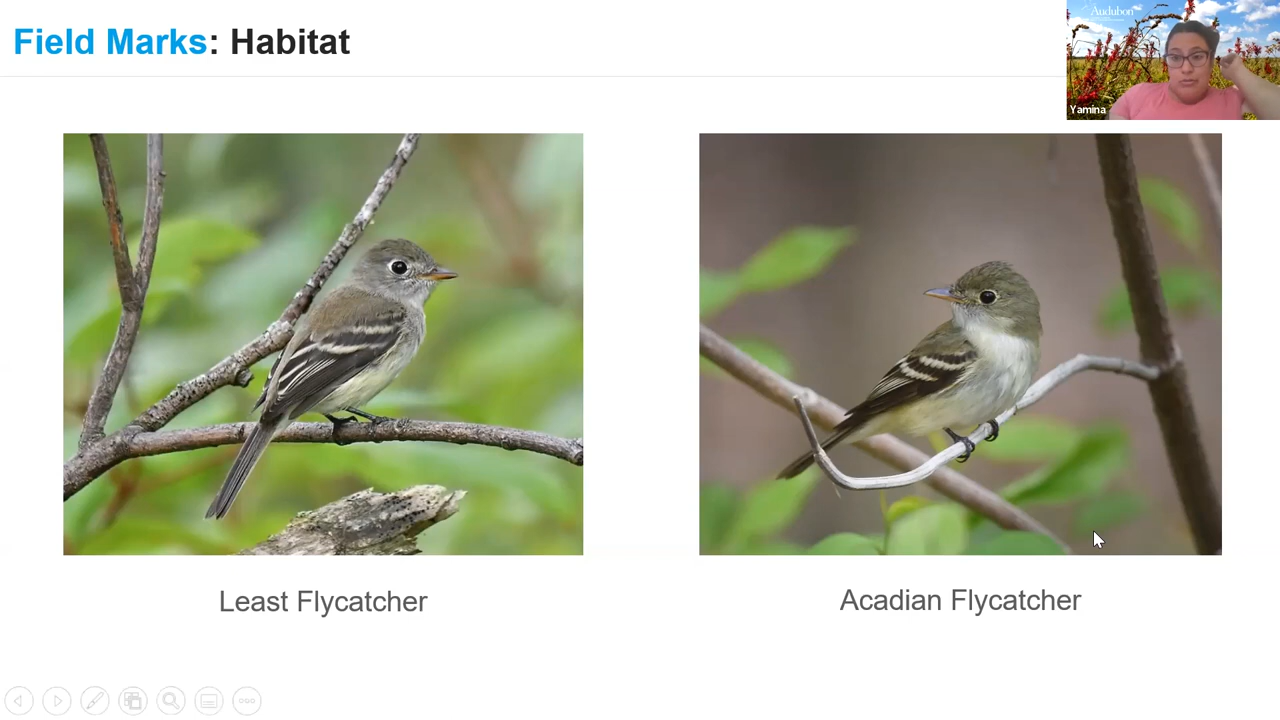 Field Marks: Habitat
Audubon
Yamina
Least Flycatcher
Acadian Flycatcher